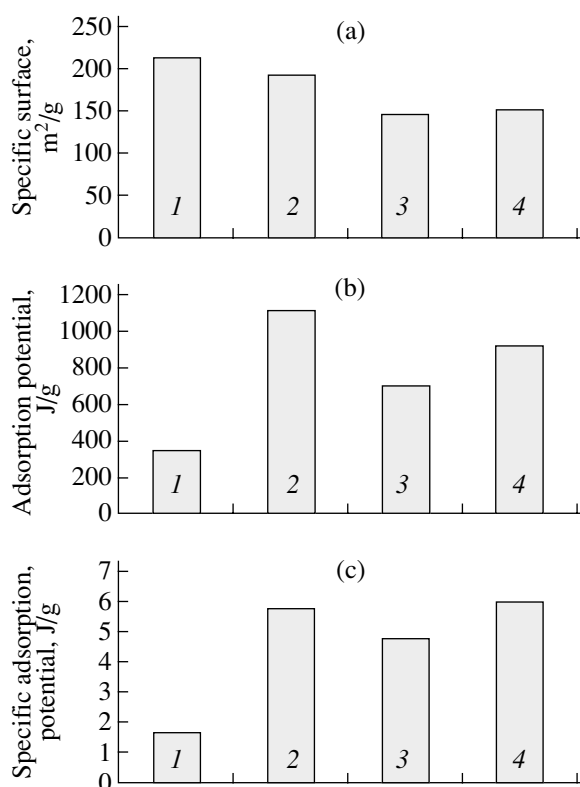 (a)
Specific surface,
m²/g
250
200
150
100
50
0
1 2 3 4
(b)
Adsorption potential,
J/g
1200
1000
800
600
400
200
0
1 2 3 4
(c)
Specific adsorption,
potential, J/g
7
6
5
4
3
2
1
0
1 2 3 4